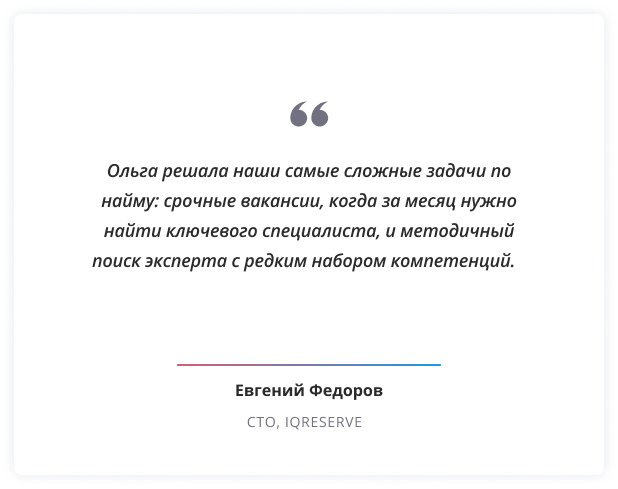 “
Ольга решала наши самые сложные задачи по
найму: срочные вакансии, когда за месяц нужно
найти ключевого специалиста, и методичный
поиск эксперта с редким набором компетенций.
Евгений Федоров
CTO, IQRESERVE